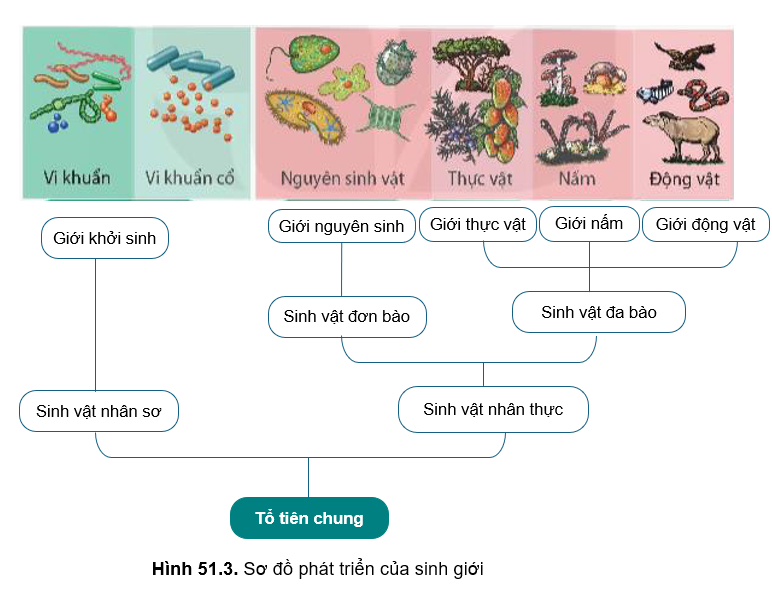 Vi khuẩn
Vi khuẩn cổ
Nguyên sinh vật
Thực vật
Nấm
Động vật
Giới khởi sinh
Giới nguyên sinh
Giới thực vật
Giới nấm
Giới động vật
Sinh vật đơn bào
Sinh vật đa bào
Sinh vật nhân sơ
Sinh vật nhân thực
Tổ tiên chung
Hình 51.3. Sơ đồ phát triển của sinh giới